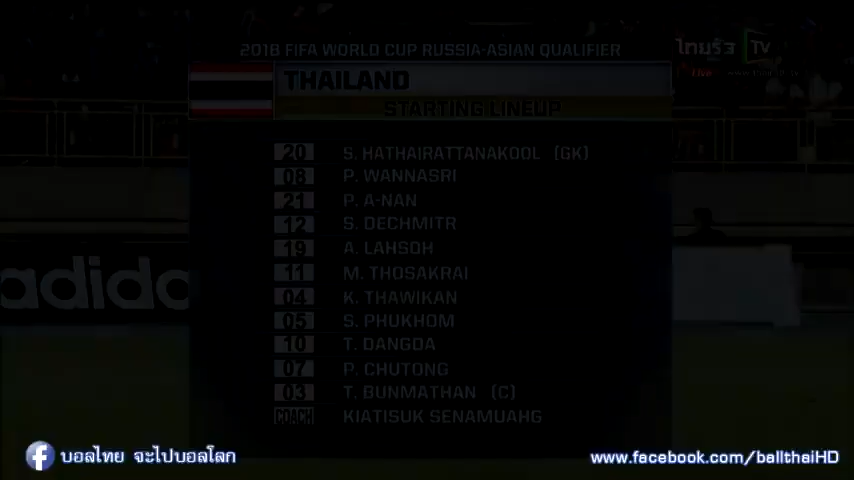 2018 FIFA WORLD CUP RUSSIA-ASIAN QUALIFIER
ไทยรัฐ TV
Live
THAILAND
STARTING LINEUP
20 S. HATHAIRATTANAKOOL (GK)
08 P. WANNASRI
21 P. A-NAN
12 S. DECHMITR
19 A. LAHSOH
11 M. THOSAKRAI
04 K. THAWIKAN
05 S. PHUKHOM
10 T. DANGDA
07 P. CHUTONG
03 T. BUNMATHAN (C)
COACH KIATISUK SENAMUAHG
adidas
บอลไทย จะไปบอลโลก
www.facebook.com/ballthaiHD